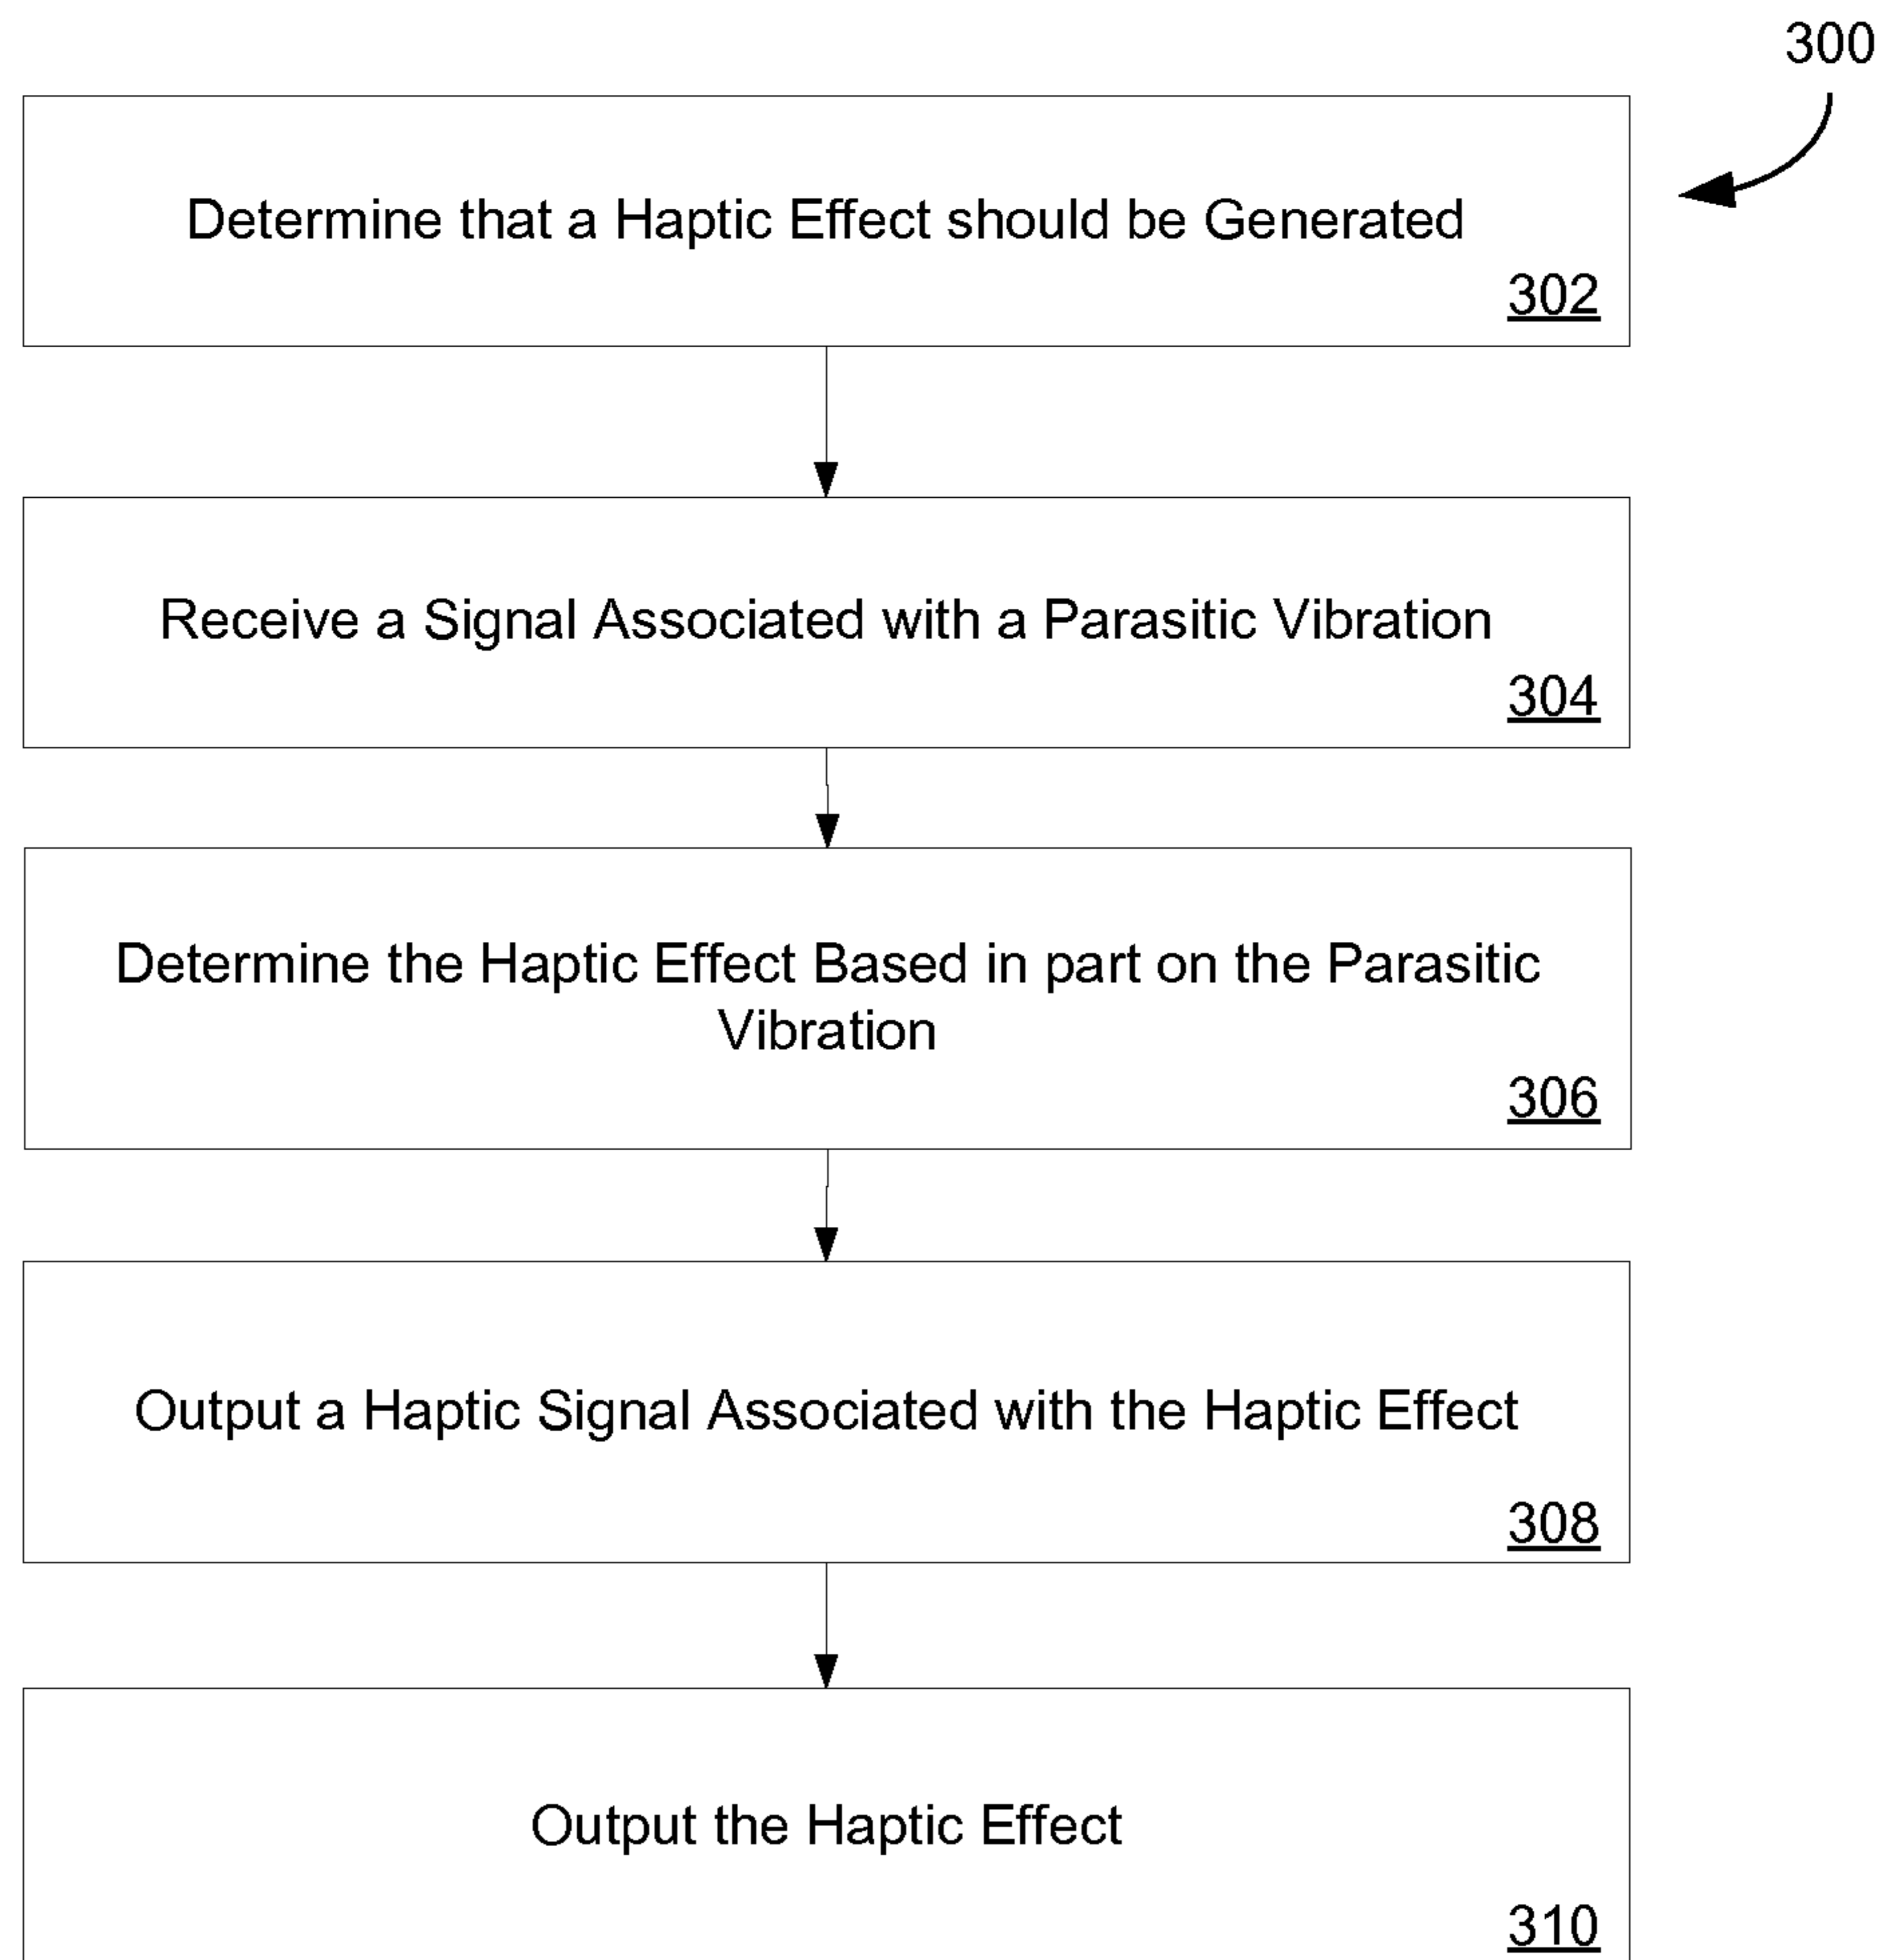 300
Determine that a Haptic Effect should be Generated
302
Receive a Signal Associated with a Parasitic Vibration
304
Determine the Haptic Effect Based in part on the Parasitic
Vibration
306
Output a Haptic Signal Associated with the Haptic Effect
308
Output the Haptic Effect
310